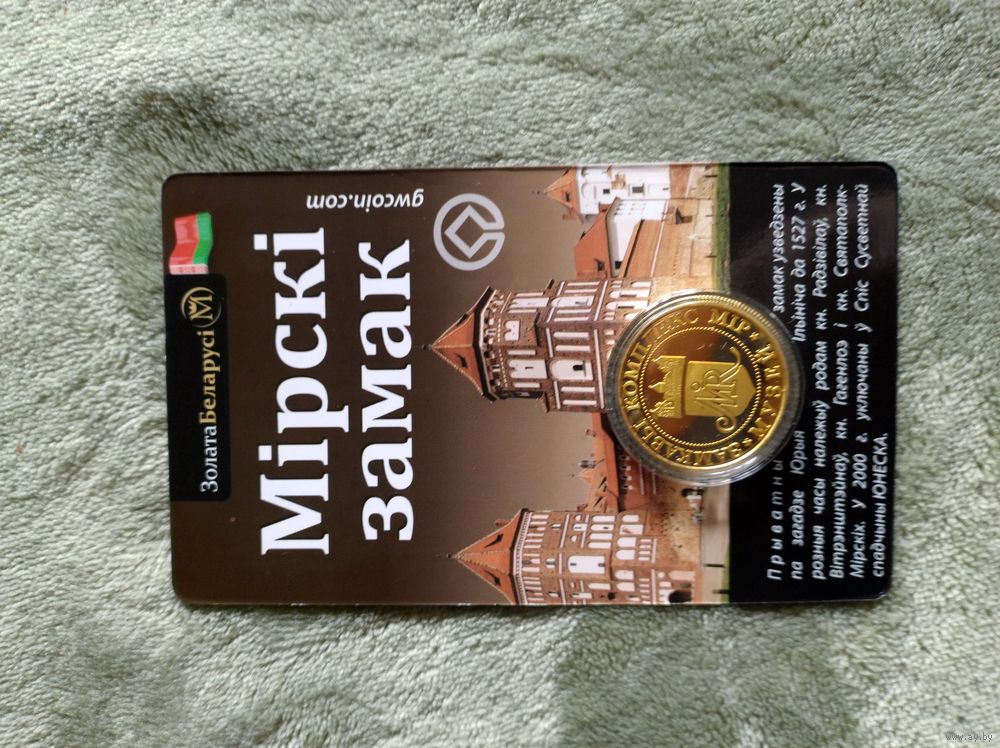 ЗолатаБеларусі
М
Мірскі
замак
gwcoin.com
ЗАМКАВЫ КОМПЛЕКС МІР • МУЗЕЙ
МІР
Прыватны замак узведзены
па загадзе Юрыя Ільініча да 1527 г. У
розныя часы належыў родам кн. Радзівілаў, кн.
Вітгэнштэйнаў, кн. Гагенлоэ і кн. Святаполк-
Мірскіх. У 2000 г. уключаны ў Спіс Сусветнай
спадчыны ЮНЕСКА.
www.ay.by